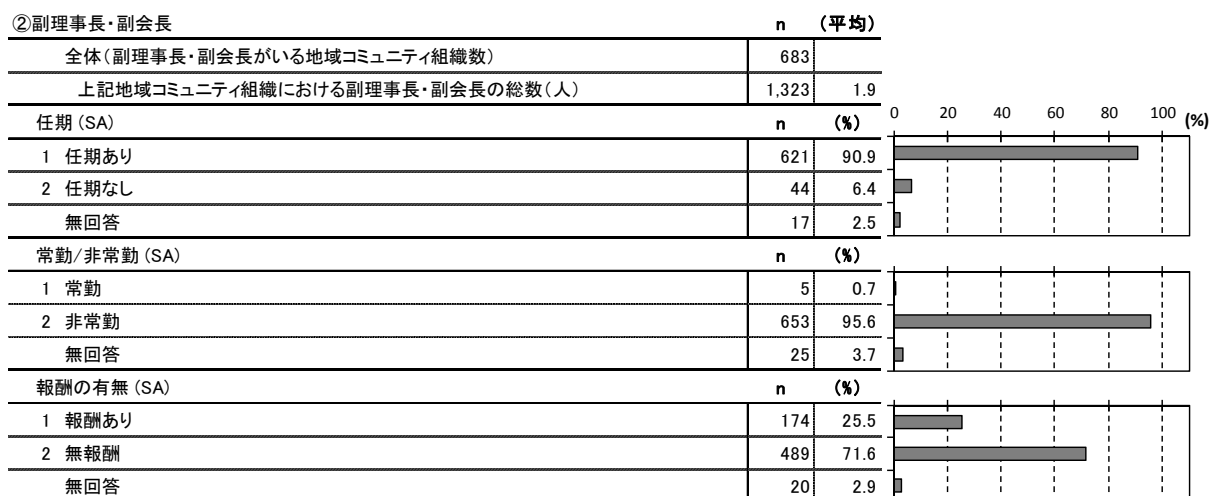 ②副理事長・副会長 n (平均)
全体(副理事長・副会長がいる地域コミュニティ組織数) 683
上記地域コミュニティ組織における副理事長・副会長の総数(人) 1,323 1.9
任期(SA) n (%) 0 20 40 60 80 100 (%)
1 任期あり 621 90.9
2 任期なし 44 6.4
無回答 17 2.5
常勤/非常勤(SA) n (%)
1 常勤 5 0.7
2 非常勤 653 95.6
無回答 25 3.7
報酬の有無(SA) n (%)
1 報酬あり 174 25.5
2 無報酬 489 71.6
無回答 20 2.9